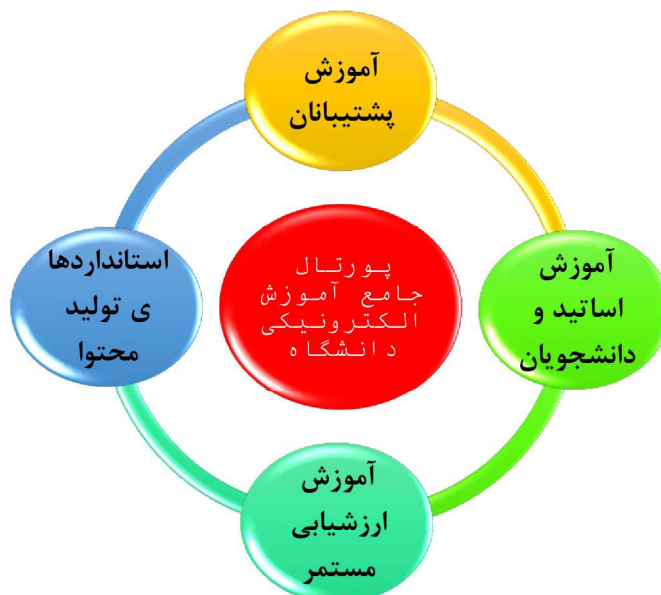 آموزش
پشتیبانان
استانداردها
ی تولید
محتوا
پورتال
جامع آموزش
الکترونیکی
دانشگاه
آموزش
اساتید و
دانشجویان
آموزش
ارزشیابی
مستمر